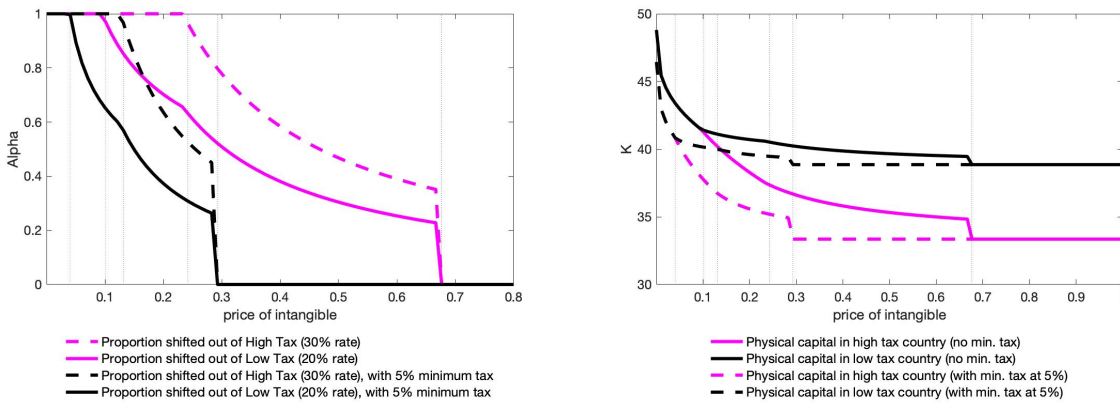 1
0.8
0.6
0.4
0.2
0
Alpha
0.1 0.2 0.3 0.4 0.5 0.6 0.7 0.8
price of intangible
Proportion shifted out of High Tax (30% rate)
Proportion shifted out of Low Tax (20% rate)
Proportion shifted out of High Tax (30% rate), with 5% minimum tax
Proportion shifted out of Low Tax (20% rate), with 5% minimum tax
50
45
40
35
30
K
0.1 0.2 0.3 0.4 0.5 0.6 0.7 0.8 0.9
price of intangible
Physical capital in high tax country (no min. tax)
Physical capital in low tax country (no min. tax)
Physical capital in high tax country (with min. tax at 5%)
Physical capital in low tax country (with min. tax at 5%)